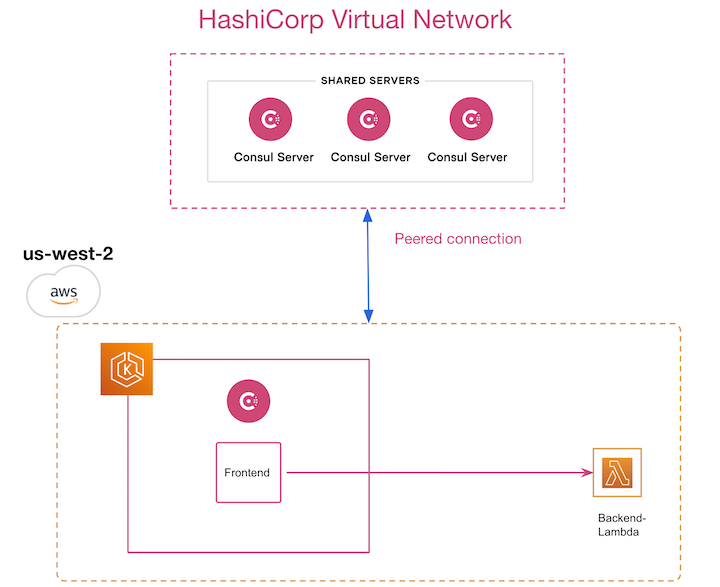 HashiCorp Virtual Network
SHARED SERVERS
Consul Server
Consul Server
Consul Server
Peered connection
us-west-2
aws
K
Frontend
Backend-
Lambda